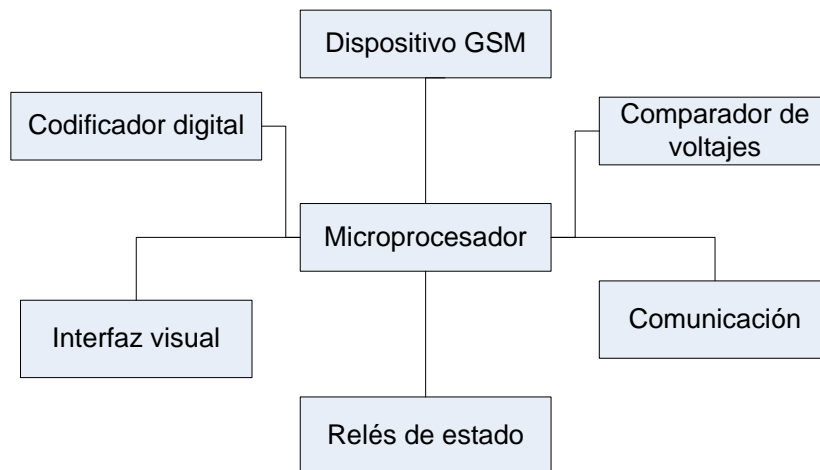 Dispositivo GSM
Codificador digital
Comparador de
voltajes
Microprocesador
Interfaz visual
Comunicación
Relés de estado